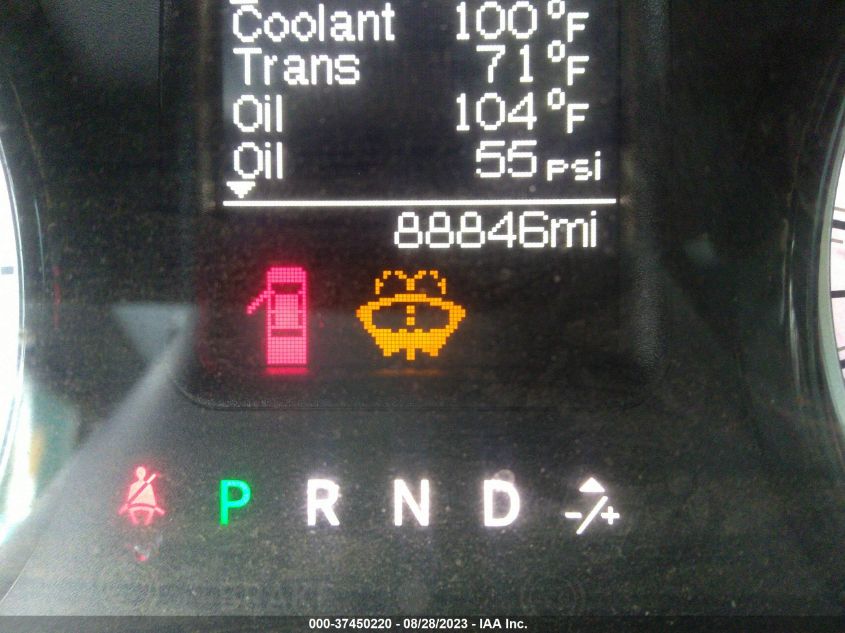 Coolant 100°F
Trans 71°F
Oil 104°F
Oil 55 psi
88846mi
P R N D -/+
000-37450220 - 08/28/2023 - IAA Inc.